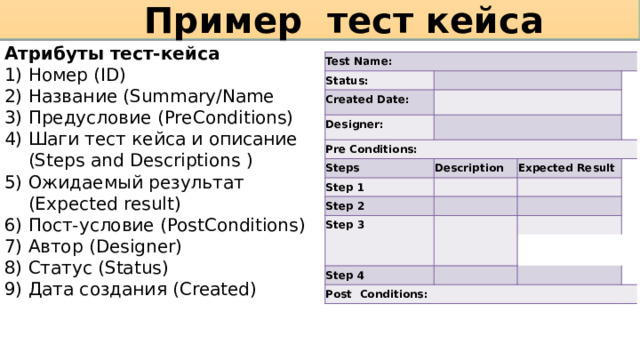 Пример тест кейса
Атрибуты тест-кейса
1) Номер (ID)
2) Название (Summary/Name
3) Предусловие (PreConditions)
4) Шаги тест кейса и описание
(Steps and Descriptions )
5) Ожидаемый результат
(Expected result)
6) Пост-условие (PostConditions)
7) Автор (Designer)
8) Статус (Status)
9) Дата создания (Created)
Test Name:
Status:
Created Date:
Designer:
Pre Conditions:
Steps Description Expected Result
Step 1
Step 2
Step 3
Step 4
Post Conditions: